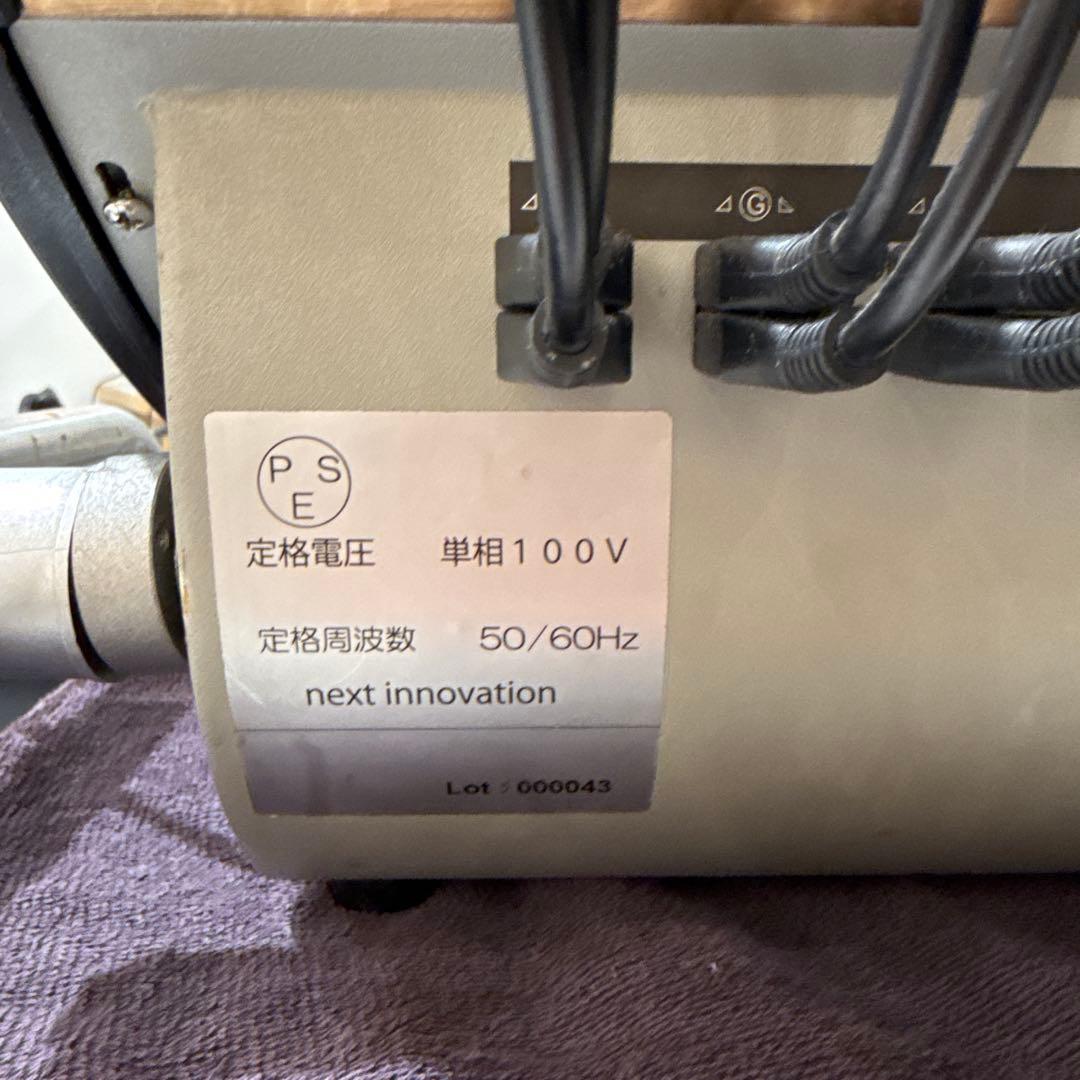 G
P S
E
定格電圧 単相１００V
定格周波数 50/60Hz
next innovation
Lot : 000043